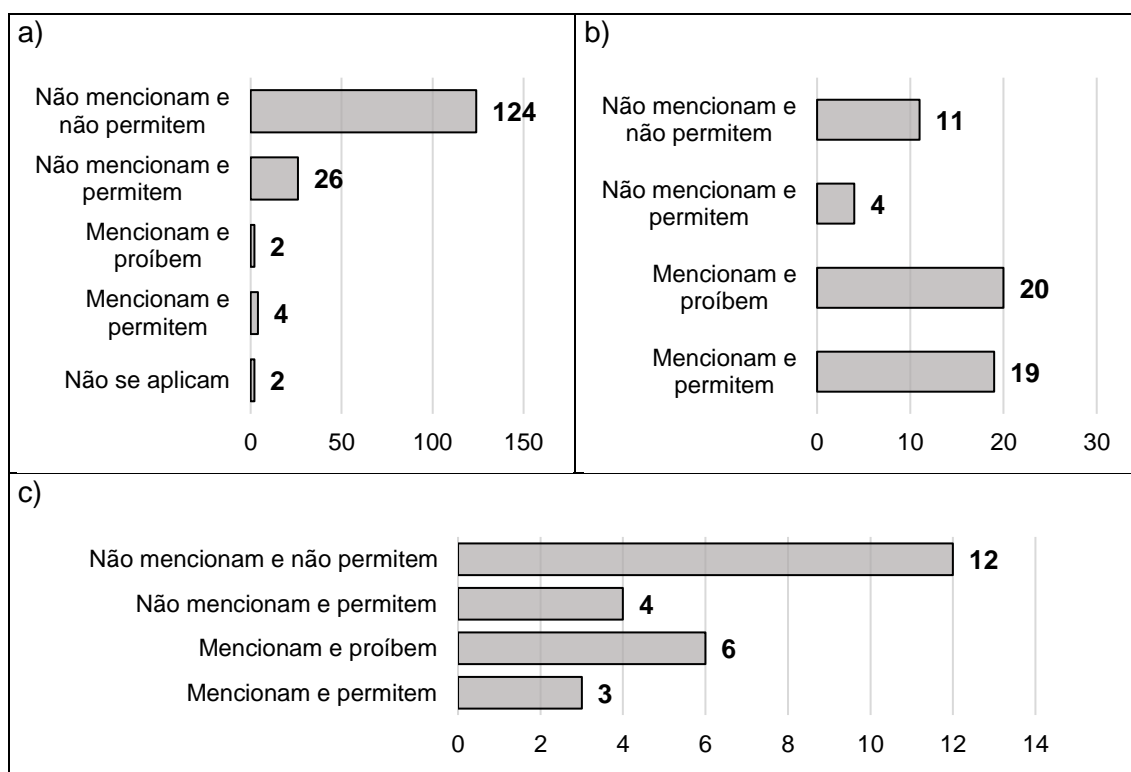 a)
Não mencionam e
não permitem
124
Não mencionam e
permitem
26
Mencionam e
proíbem
2
Mencionam e
permitem
4
Não se aplicam
2
0 50 100 150
b)
Não mencionam e
não permitem
11
Não mencionam e
permitem
4
Mencionam e
proíbem
20
Mencionam e
permitem
19
0 10 20 30
c)
Não mencionam e não permitem 12
Não mencionam e permitem 4
Mencionam e proíbem 6
Mencionam e permitem 3
0 2 4 6 8 10 12 14